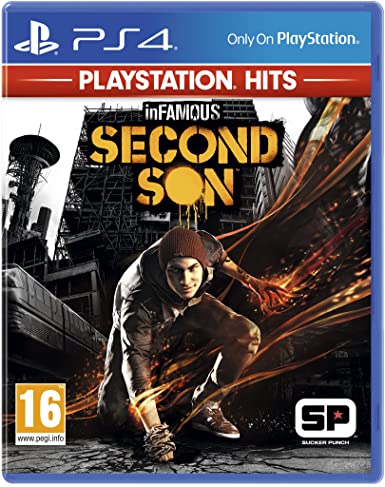 PS4
Only On PlayStation®
PLAYSTATION® HITS
inFAMOUS
SECOND
SON
16
www.pegi.info
SP
SUCKER PUNCH